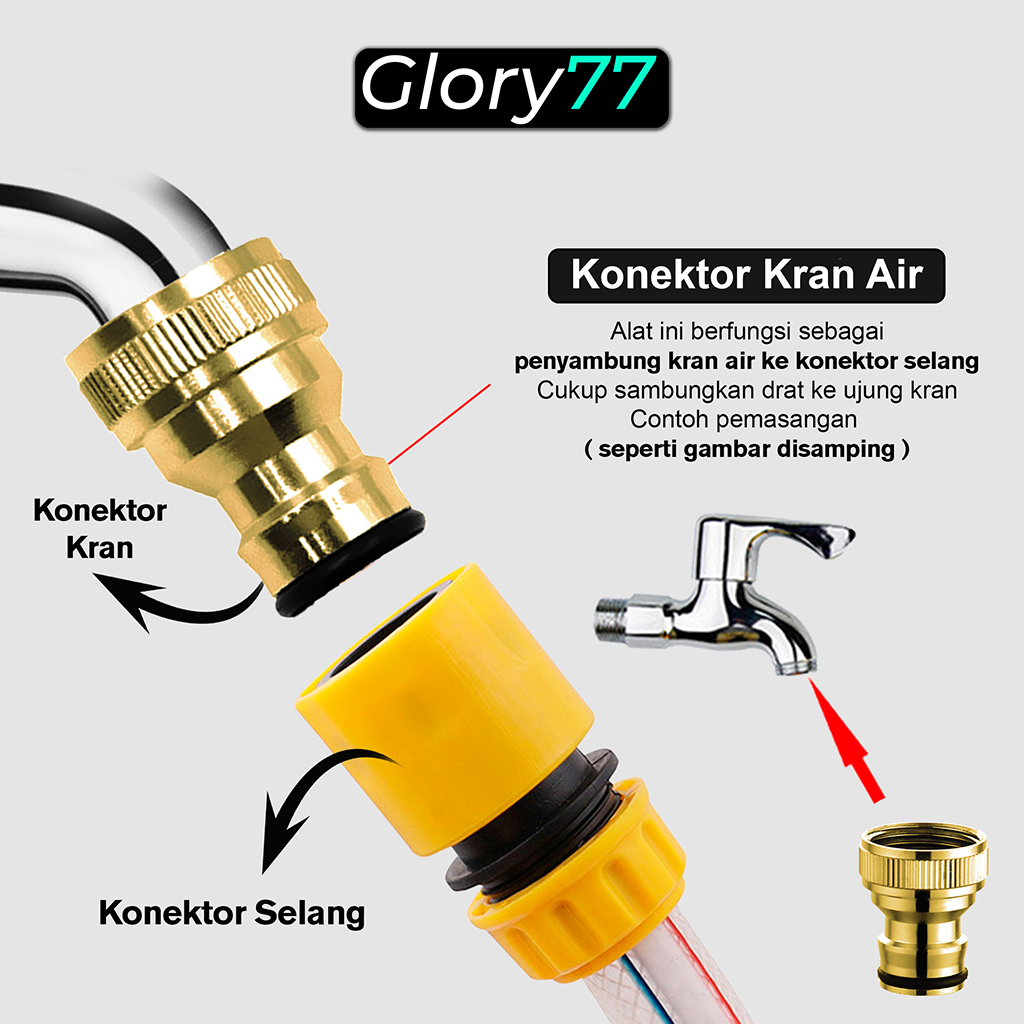 Glory77
Konektor Kran Air
Alat ini berfungsi sebagai
penyambung kran air ke konektor selang
Cukup sambungkan drat ke ujung kran
Contoh pemasangan
( seperti gambar disamping )
Konektor
Kran
Konektor Selang